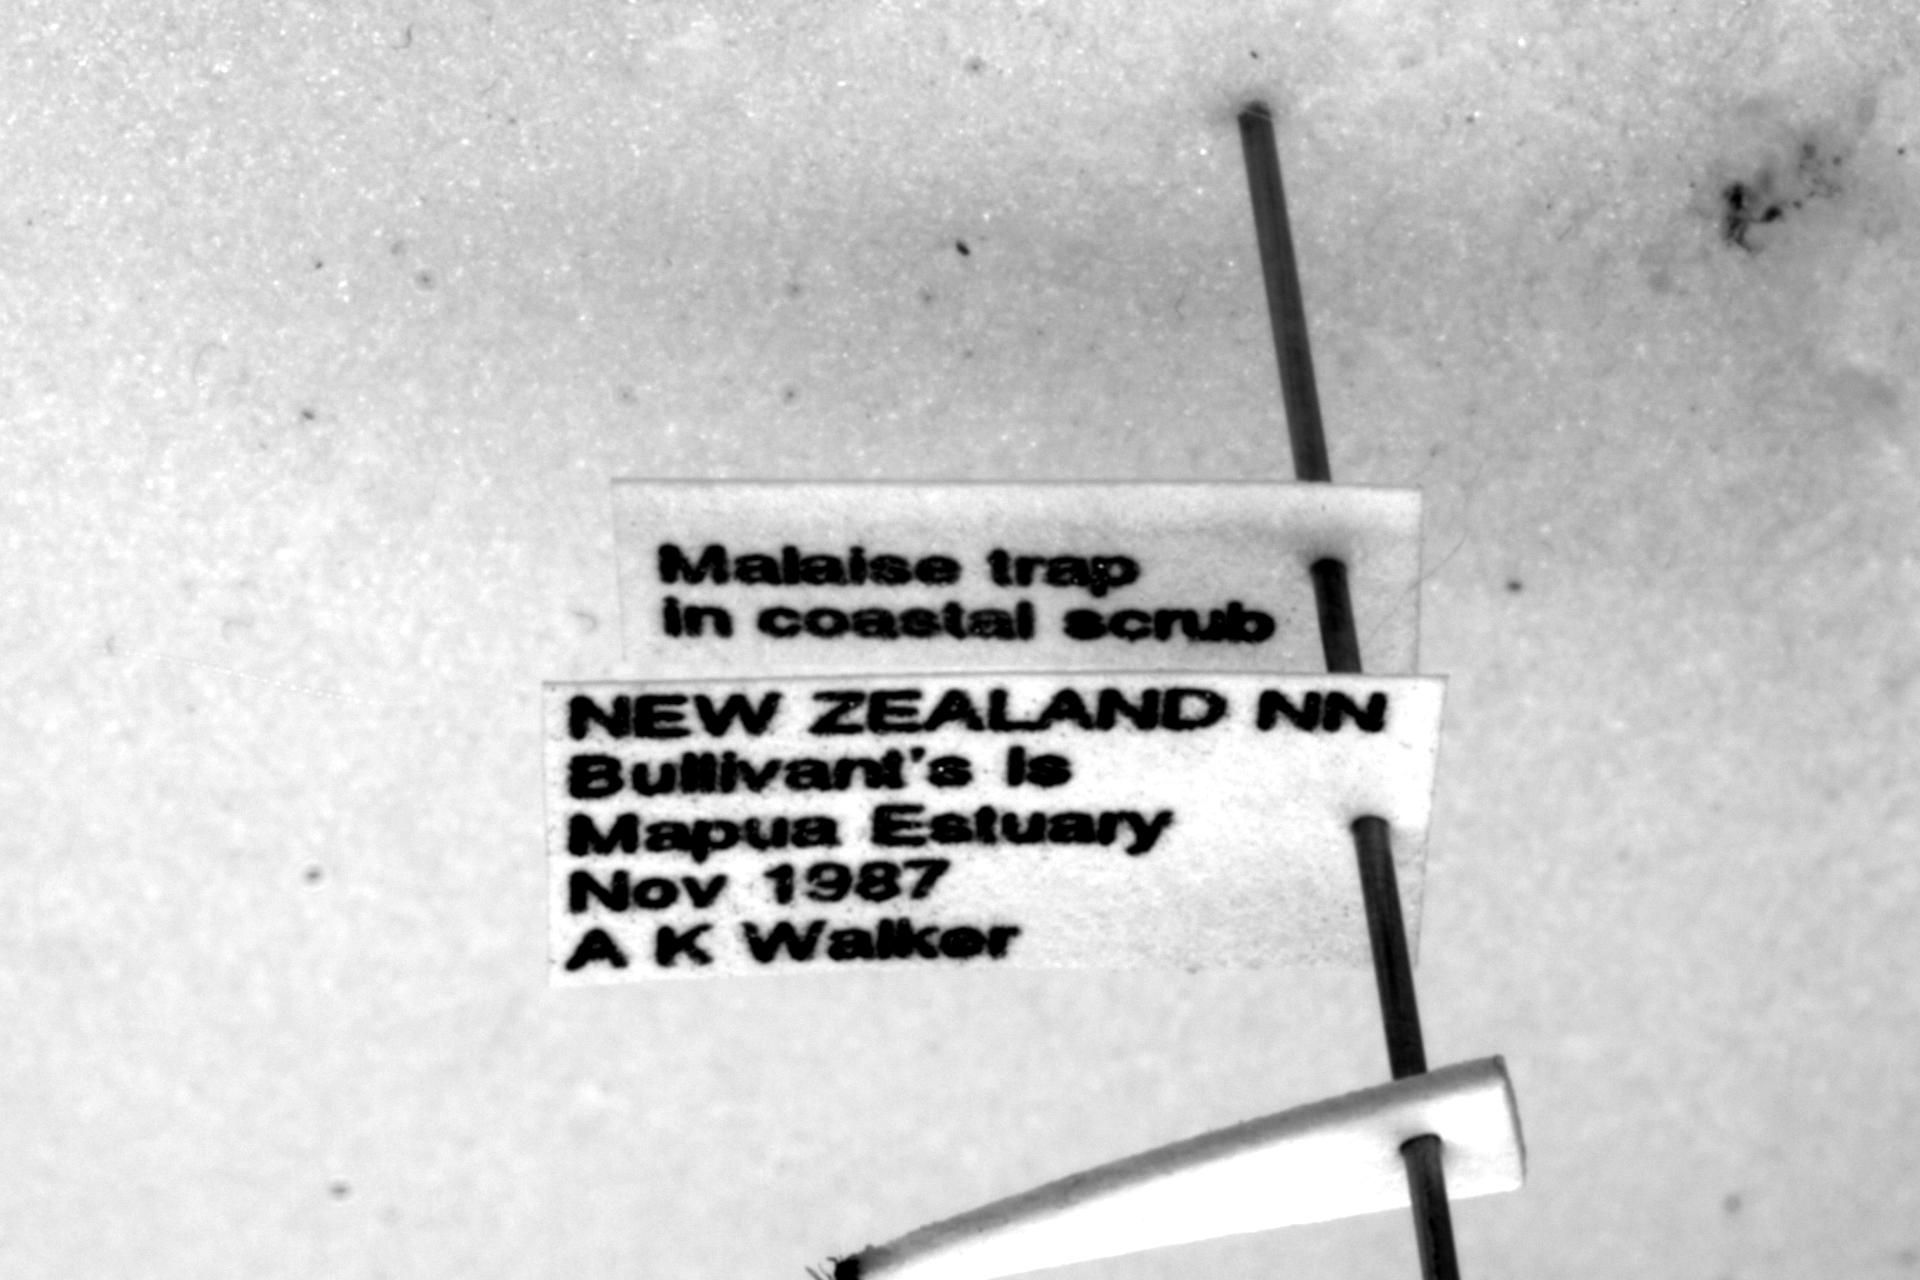 Malaise trap
in coastal scrub
NEW ZEALAND NN
Bullivant's Is
Mapua Estuary
Nov 1987
A K Walker